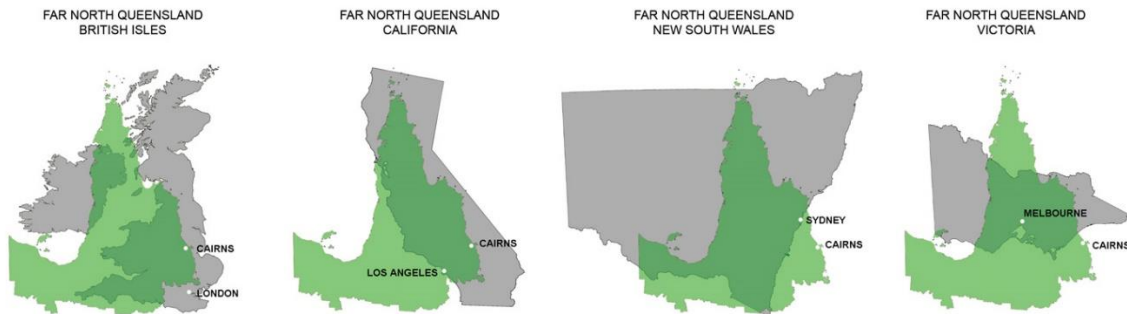 FAR NORTH QUEENSLAND
BRITISH ISLES
CAIRNS
LONDON
FAR NORTH QUEENSLAND
CALIFORNIA
CAIRNS
LOS ANGELES
FAR NORTH QUEENSLAND
NEW SOUTH WALES
SYDNEY
CAIRNS
FAR NORTH QUEENSLAND
VICTORIA
MELBOURNE
CAIRNS